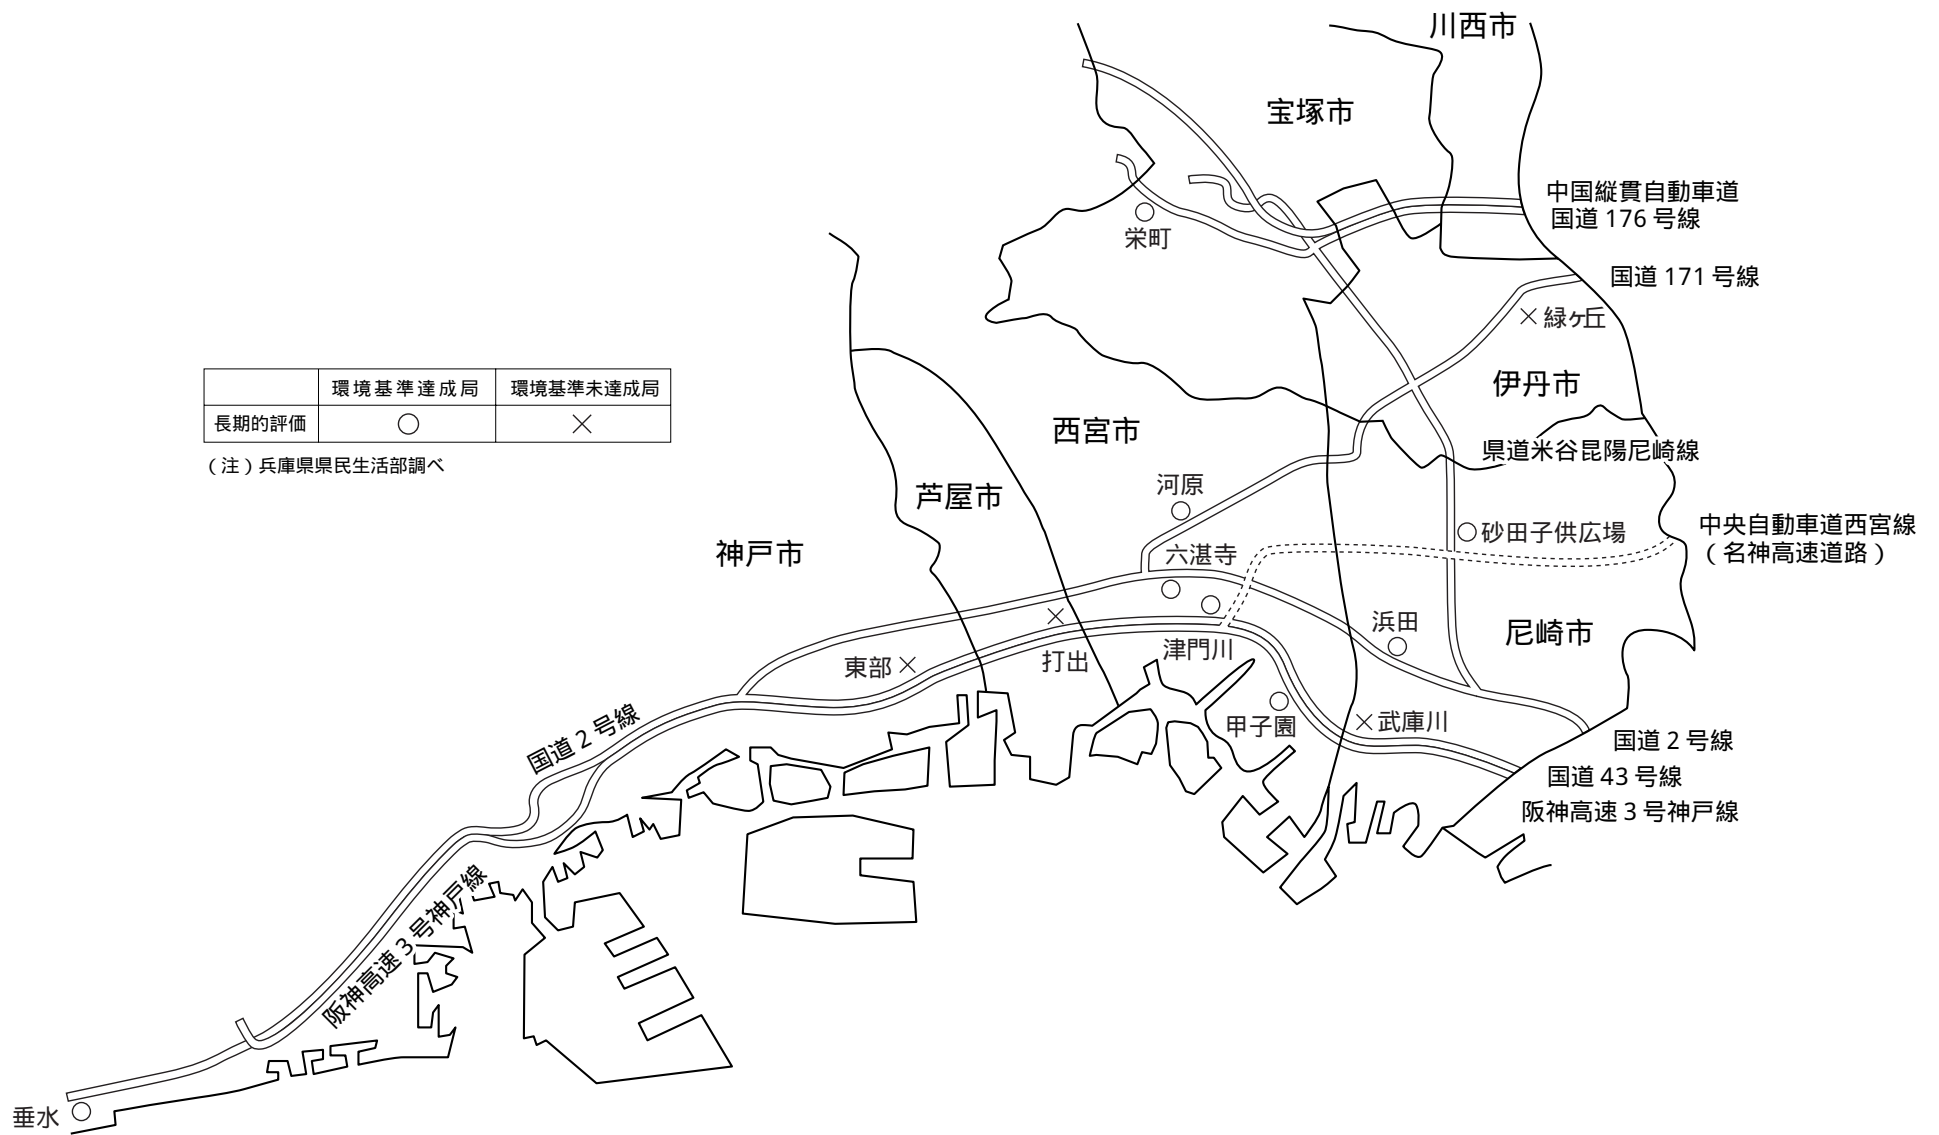 川西市
宝塚市
中国縦貫自動車道
国道 176 号線
栄町
国道 171 号線
緑ヶ丘
伊丹市
環境基準達成局
環境基準未達成局
長期的評価
○
×
（注）兵庫県県民生活部調べ
西宮市
県道米谷昆陽尼崎線
河原
芦屋市
中央自動車道西宮線
（名神高速道路）
砂田子供広場
神戸市
六湛寺
浜田
尼崎市
津門川
打出
東部
甲子園
武庫川
国道 2 号線
国道 2 号線
国道 43 号線
阪神高速 3 号神戸線
阪神高速 3 号神戸線
垂水